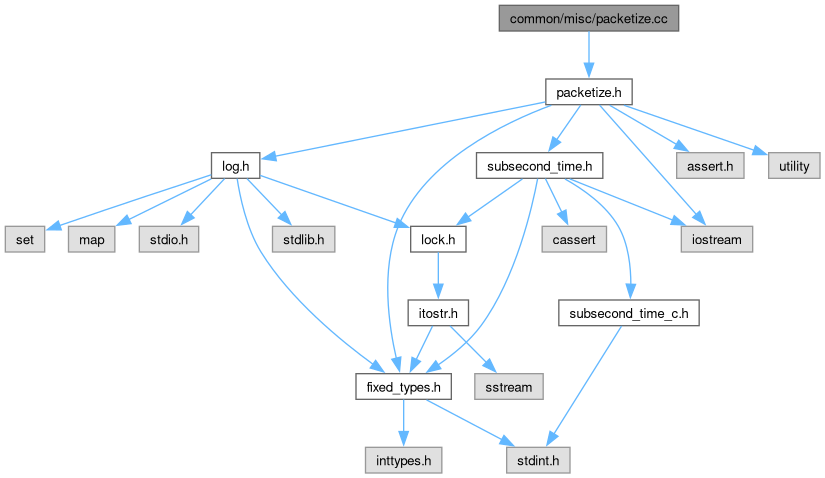 common/misc/packetize.cc
packetize.h
log.h
subsecond_time.h
assert.h
utility
set
map
stdio.h
stdlib.h
lock.h
cassert
iostream
itostr.h
subsecond_time_c.h
fixed_types.h
sstream
inttypes.h
stdint.h